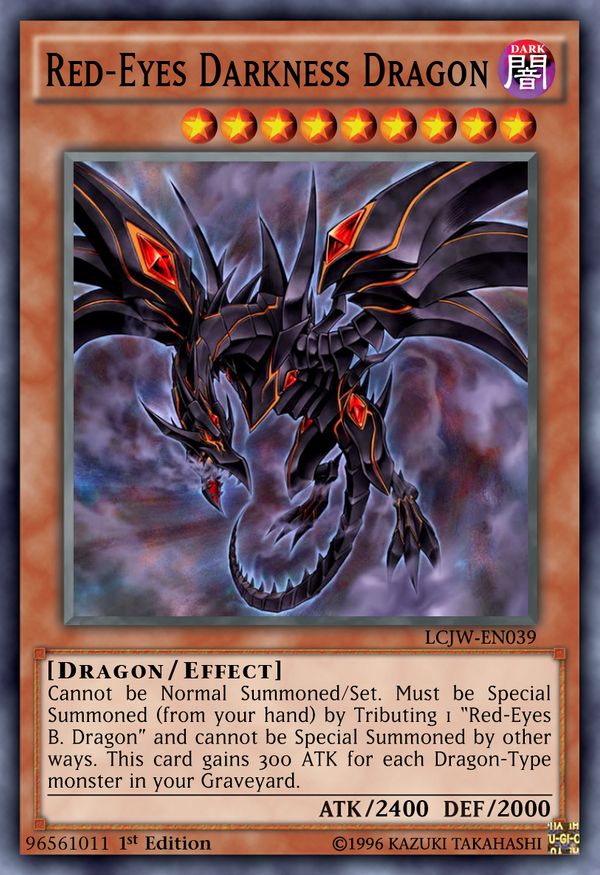 RED-EYES DARKNESS DRAGON
DARK
闇
LCJW-EN039
[DRAGON/EFFECT]
Cannot be Normal Summoned/Set. Must be Special
Summoned (from your hand) by Tributing 1 "Red-Eyes
B. Dragon" and cannot be Special Summoned by other
ways. This card gains 300 ATK for each Dragon-Type
monster in your Graveyard.
ATK/2400 DEF/2000
96561011 1st Edition ©1996 KAZUKI TAKAHASHI